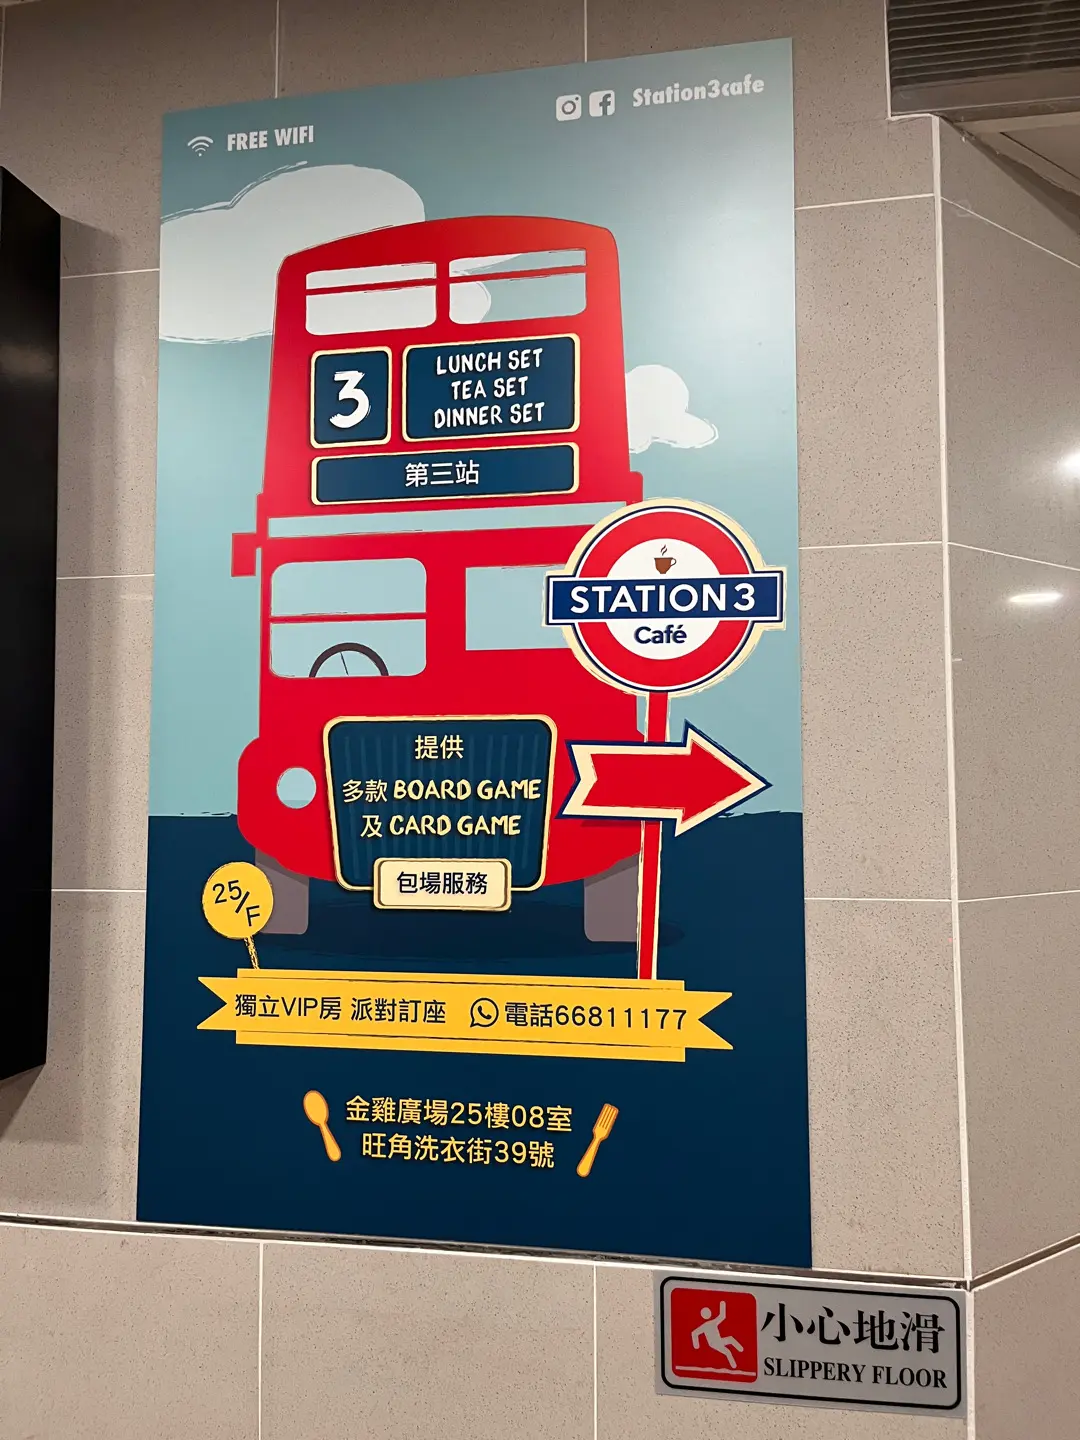 FREE WIFI
Station3cafe
3
LUNCH SET
TEA SET
DINNER SET
第三站
STATION 3
Café
提供
多款 BOARD GAME
及 CARD GAME
包場服務
25/F
獨立VIP房 派對訂座 電話66811177
金雞廣場25樓08室
旺角洗衣街39號
小心地滑
SLIPPERY FLOOR